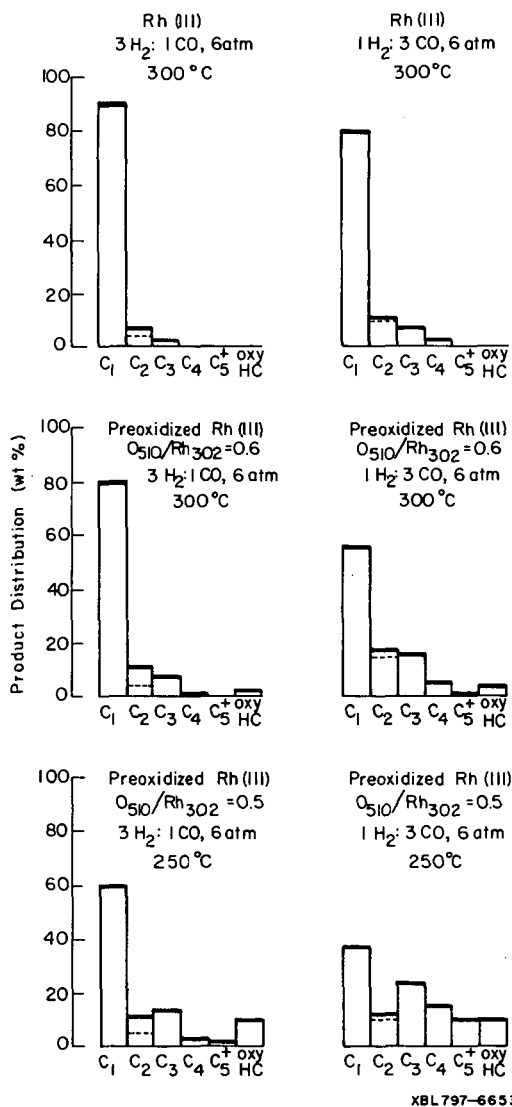 Rh (111)
3 H2: 1 CO, 6 atm
300°C
Rh (111)
1 H2: 3 CO, 6 atm
300°C
100
80
60
40
20
0
C1 C2 C3 C4 C5+ oxy HC
C1 C2 C3 C4 C5+ oxy HC
Preoxidized Rh (111)
O510/Rh302=0.6
3 H2: 1 CO, 6 atm
300°C
Preoxidized Rh (111)
O510/Rh302=0.6
1 H2: 3 CO, 6 atm
300°C
Product Distribution (wt %)
100
80
60
40
20
0
C1 C2 C3 C4 C5+ oxy HC
C1 C2 C3 C4 C5+ oxy HC
Preoxidized Rh (111)
O510/Rh302=0.5
3 H2: 1 CO, 6 atm
250°C
Preoxidized Rh (111)
O510/Rh302=0.5
1 H2: 3 CO, 6 atm
250°C
100
80
60
40
20
0
C1 C2 C3 C4 C5+ oxy HC
C1 C2 C3 C4 C5+ oxy HC
XBL 797-6653